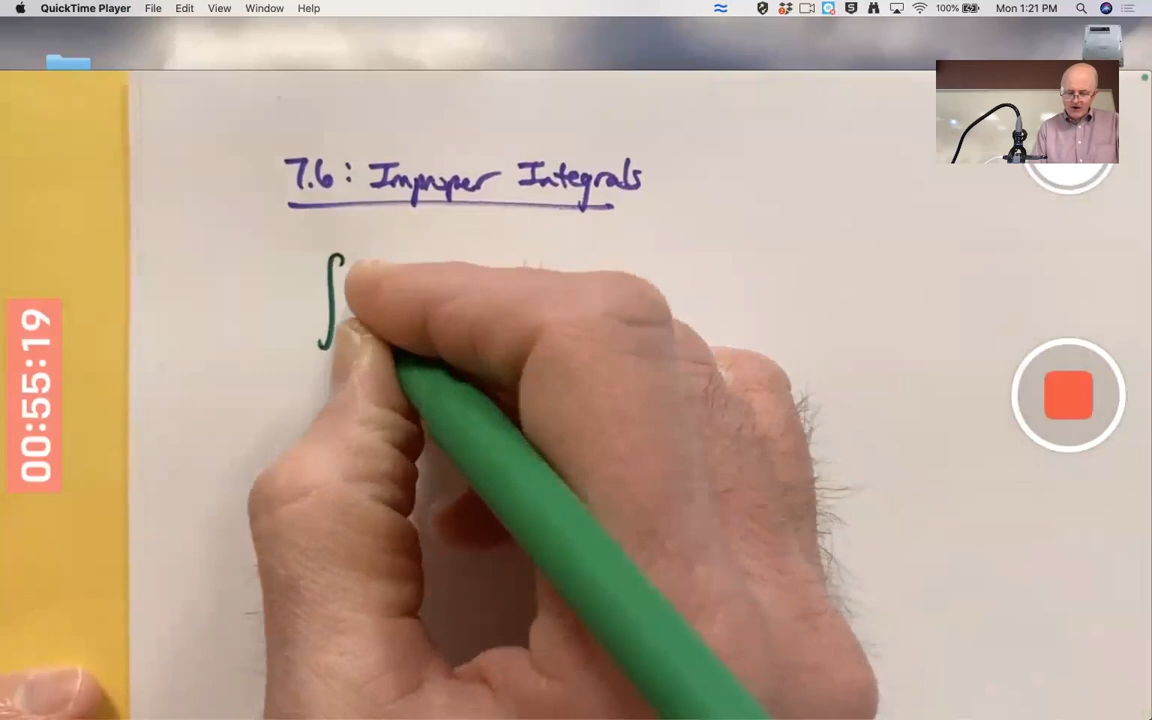 QuickTime Player File Edit View Window Help 100% Mon 1:21 PM
7.6: Improper Integrals
∫
00:55:19